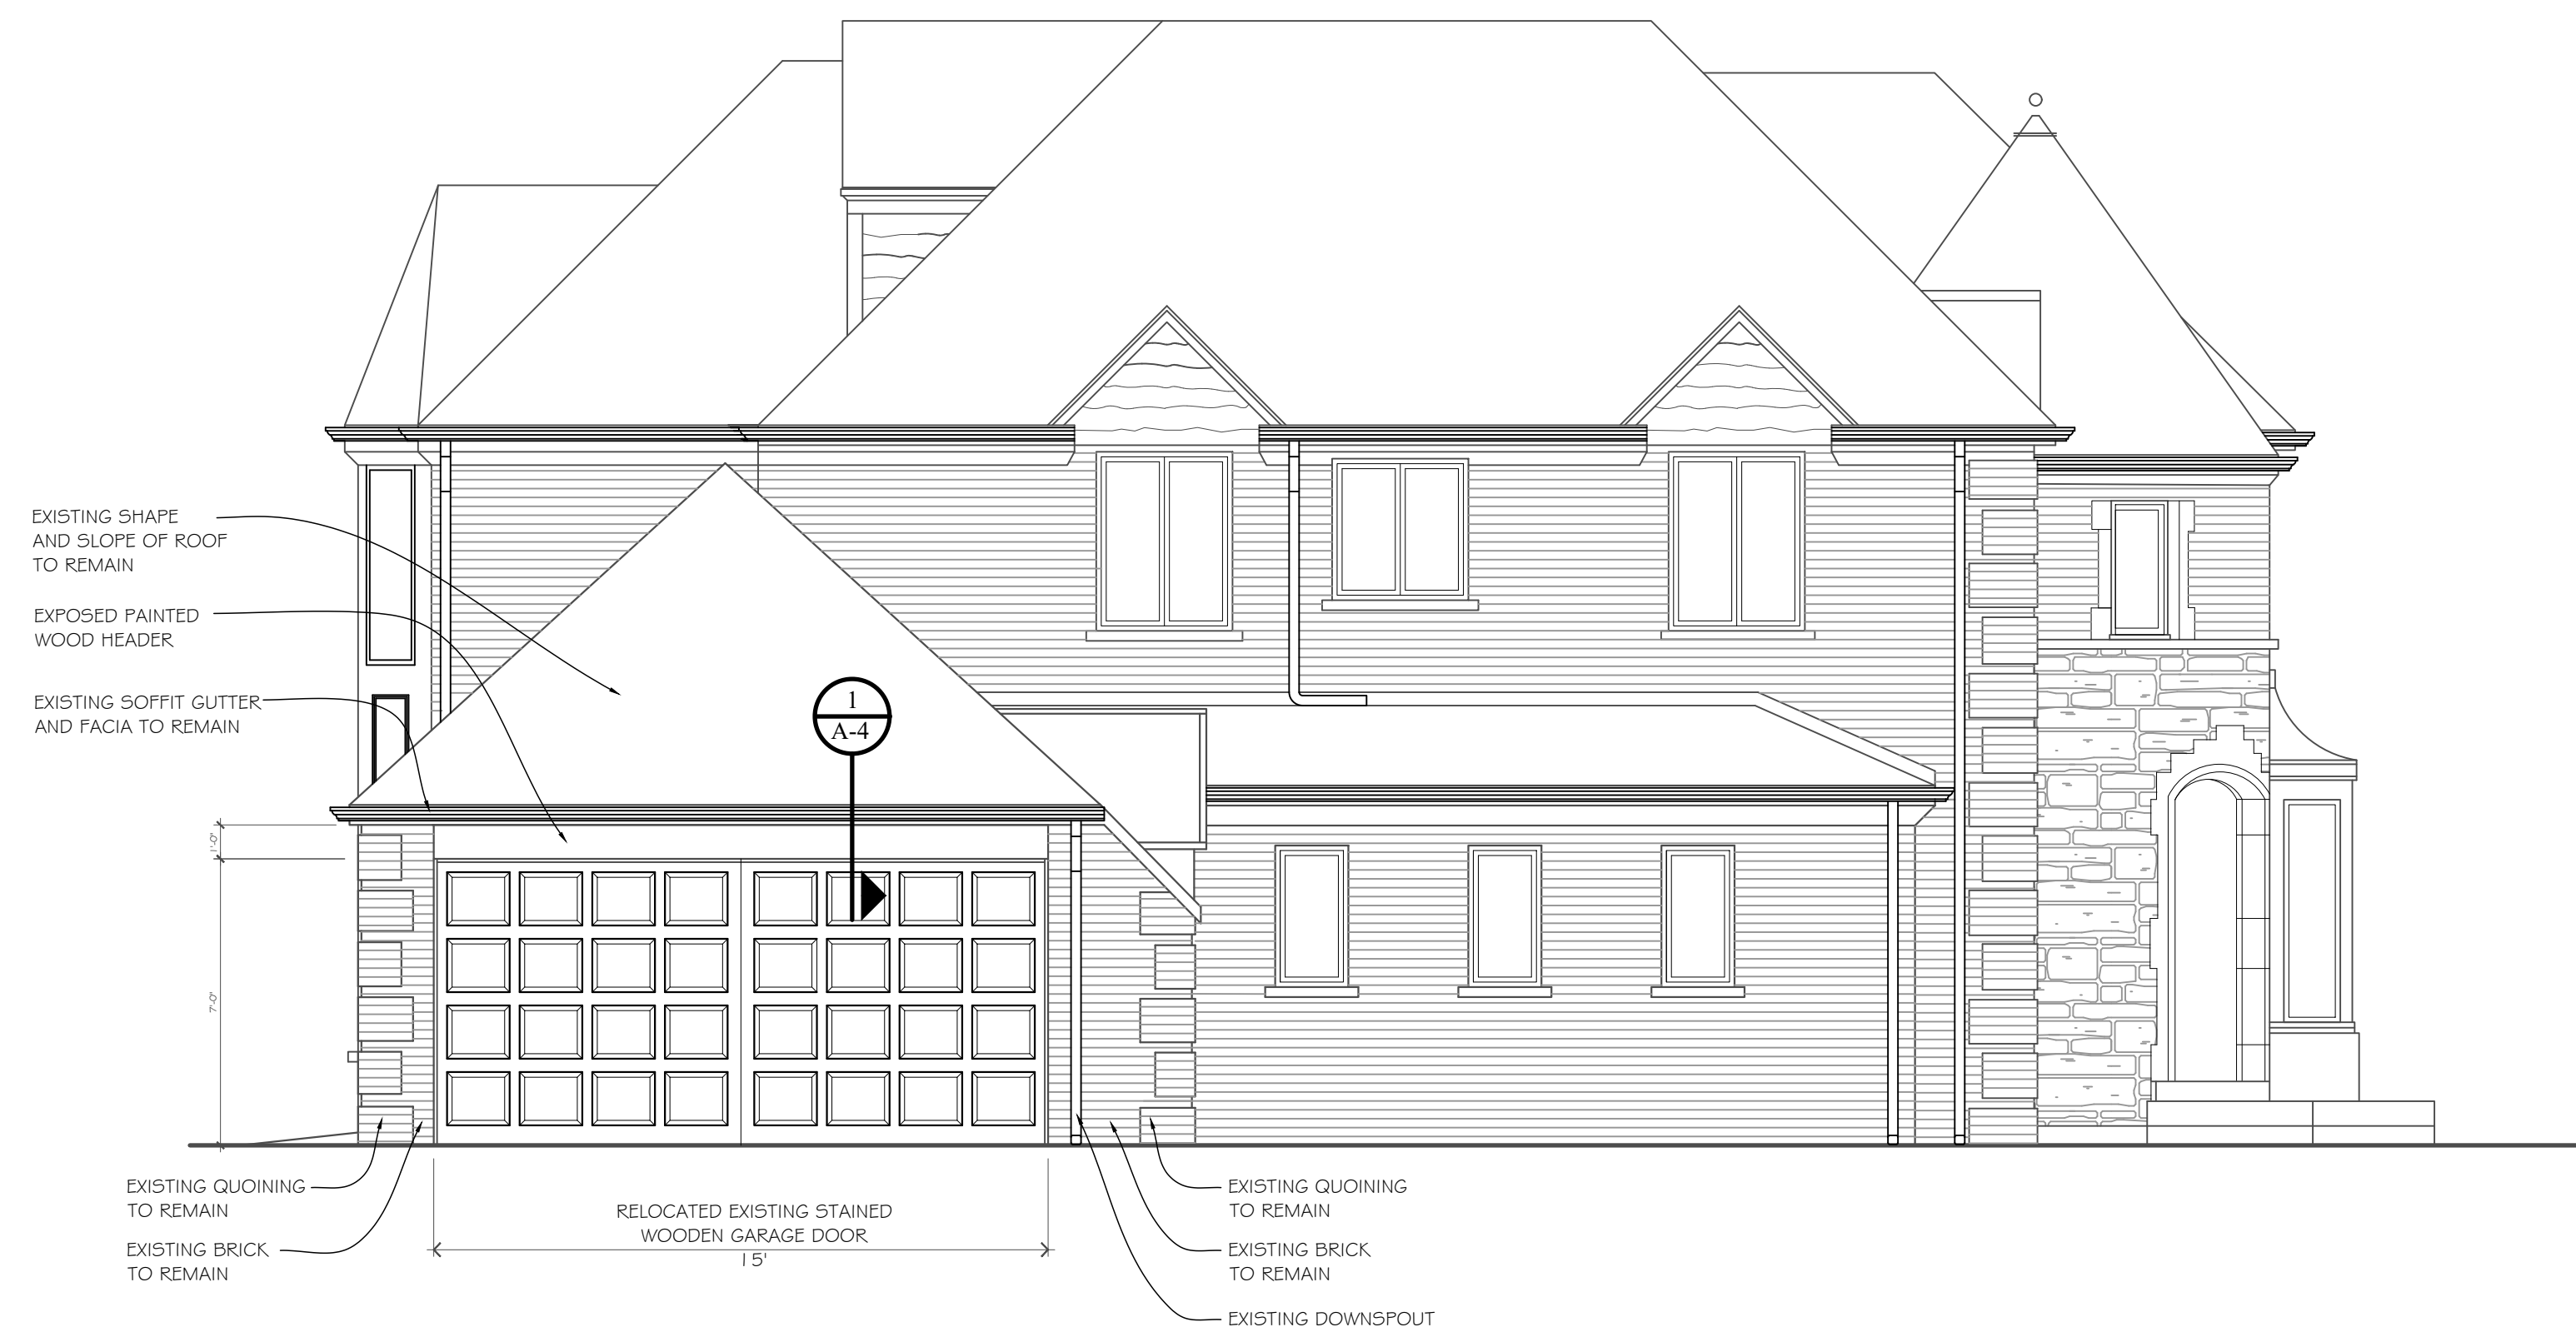 EXISTING SHAPE
AND SLOPE OF ROOF
TO REMAIN
EXPOSED PAINTED
WOOD HEADER
EXISTING SOFFIT GUTTER
AND FACIA TO REMAIN
1
A-4
1'-0"
7'-0"
EXISTING QUOINING
TO REMAIN
EXISTING BRICK
TO REMAIN
RELOCATED EXISTING STAINED
WOODEN GARAGE DOOR
15'
EXISTING QUOINING
TO REMAIN
EXISTING BRICK
TO REMAIN
EXISTING DOWNSPOUT